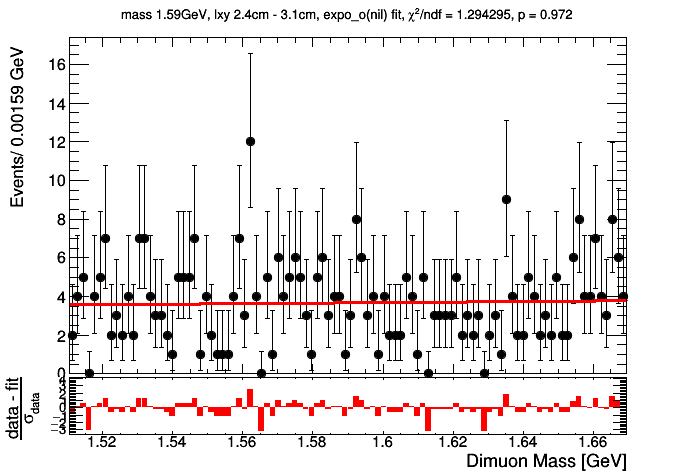 mass 1.59GeV, lxy 2.4cm - 3.1cm, expo_o(nil) fit, χ²/ndf = 1.294295, p = 0.972
Events/ 0.00159 GeV
16
14
12
10
8
6
4
2
0
data - fit
σdata
4
3
2
1
0
−1
−2
−3
1.52 1.54 1.56 1.58 1.6 1.62 1.64 1.66
Dimuon Mass [GeV]